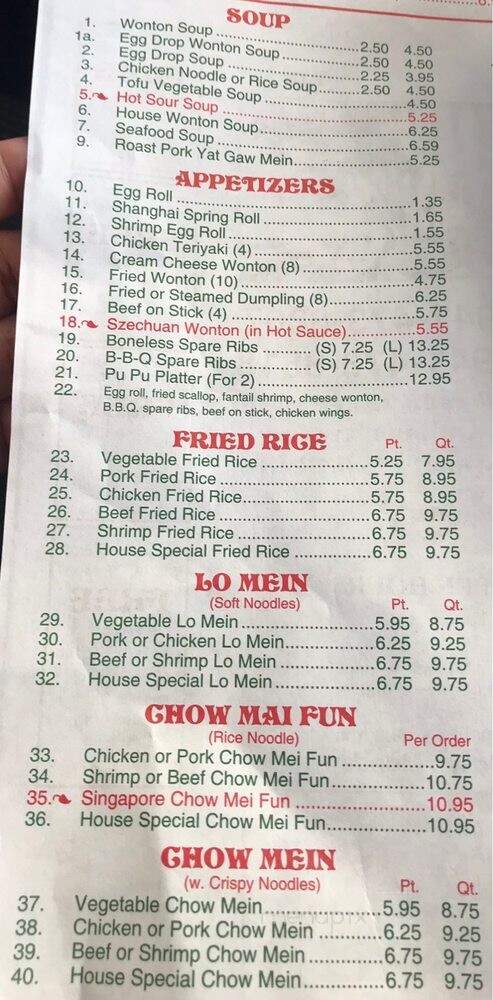 SOUP
1. Wonton Soup ..........2.50 4.50
1a. Egg Drop Wonton Soup..........2.50 4.50
2. Egg Drop Soup ..........2.25 3.95
3. Chicken Noodle or Rice Soup..........2.50 4.50
4. Tofu Vegetable Soup ..........4.50
5. Hot Sour Soup ..........5.25
6. House Wonton Soup..........6.25
7. Seafood Soup ..........6.59
9. Roast Pork Yat Gaw Mein..........5.25
APPETIZERS
10. Egg Roll ..........1.35
11. Shanghai Spring Roll ..........1.65
12. Shrimp Egg Roll..........1.55
13. Chicken Teriyaki (4)..........5.55
14. Cream Cheese Wonton (8)..........5.55
15. Fried Wonton (10)..........4.75
16. Fried or Steamed Dumpling (8)..........6.25
17. Beef on Stick (4) ..........5.75
18. Szechuan Wonton (in Hot Sauce)..........5.55
19. Boneless Spare Ribs ..........(S) 7.25 (L) 13.25
20. B-B-Q Spare Ribs ..........(S) 7.25 (L) 13.25
21. Pu Pu Platter (For 2)..........12.95
22. Egg roll, fried scallop, fantail shrimp, cheese wonton,
B.B.Q. spare ribs, beef on stick, chicken wings.
FRIED RICE Pt. Qt.
23. Vegetable Fried Rice ..........5.25 7.95
24. Pork Fried Rice ..........5.75 8.95
25. Chicken Fried Rice..........5.75 8.95
26. Beef Fried Rice ..........6.75 9.75
27. Shrimp Fried Rice ..........6.75 9.75
28. House Special Fried Rice ..........6.75 9.75
LO MEIN
(Soft Noodles) Pt. Qt.
29. Vegetable Lo Mein..........5.95 8.75
30. Pork or Chicken Lo Mein..........6.25 9.25
31. Beef or Shrimp Lo Mein ..........6.75 9.75
32. House Special Lo Mein ..........6.75 9.75
CHOW MAI FUN
(Rice Noodle) Per Order
33. Chicken or Pork Chow Mei Fun ..........9.75
34. Shrimp or Beef Chow Mei Fun..........10.75
35. Singapore Chow Mei Fun ..........10.95
36. House Special Chow Mei Fun..........10.95
CHOW MEIN
(w. Crispy Noodles) Pt. Qt.
37. Vegetable Chow Mein..........5.95 8.75
38. Chicken or Pork Chow Mein ..........6.25 9.25
39. Beef or Shrimp Chow Mein ..........6.75 9.75
40. House Special Chow Mein..........6.75 9.75